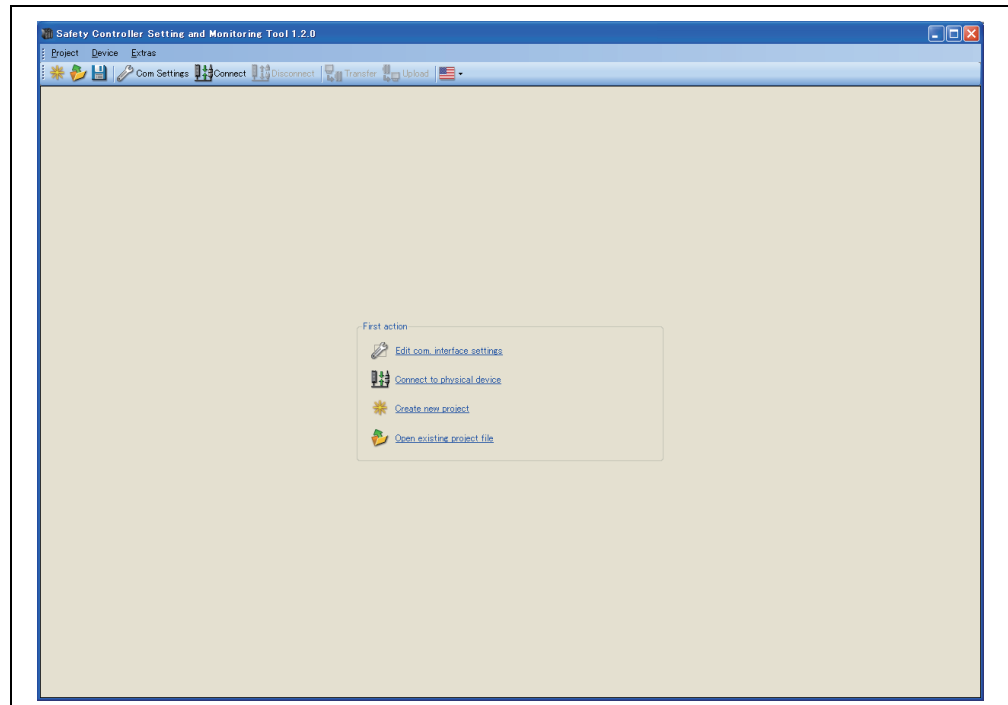 Safety Controller Setting and Monitoring Tool 1.2.0
Project Device Extras
Com Settings Connect Disconnect Transfer Upload
First action
Edit com. interface settings
Connect to physical device
Create new project
Open existing project file